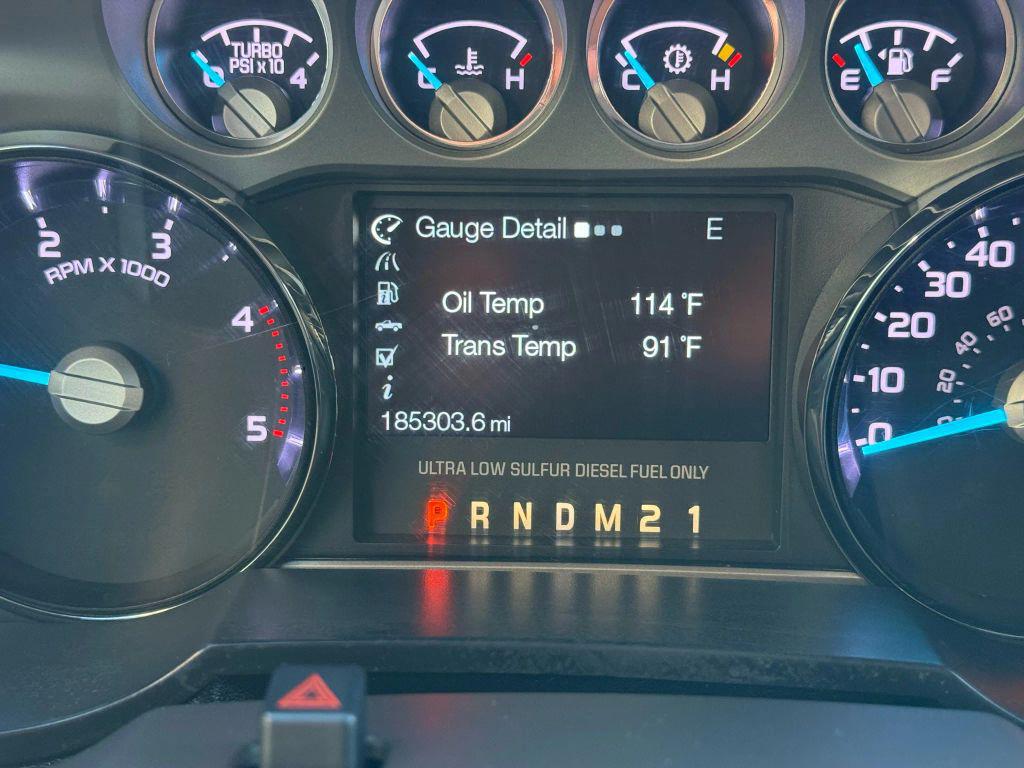 TURBO
PSI x 10
0 4
C H
C H
E F
2 3
RPM X 1000
4
5
Gauge Detail E
Oil Temp 114 °F
Trans Temp 91 °F
185303.6 mi
ULTRA LOW SULFUR DIESEL FUEL ONLY
P R N D M 2 1
40
30
20
10
0
60
40
20